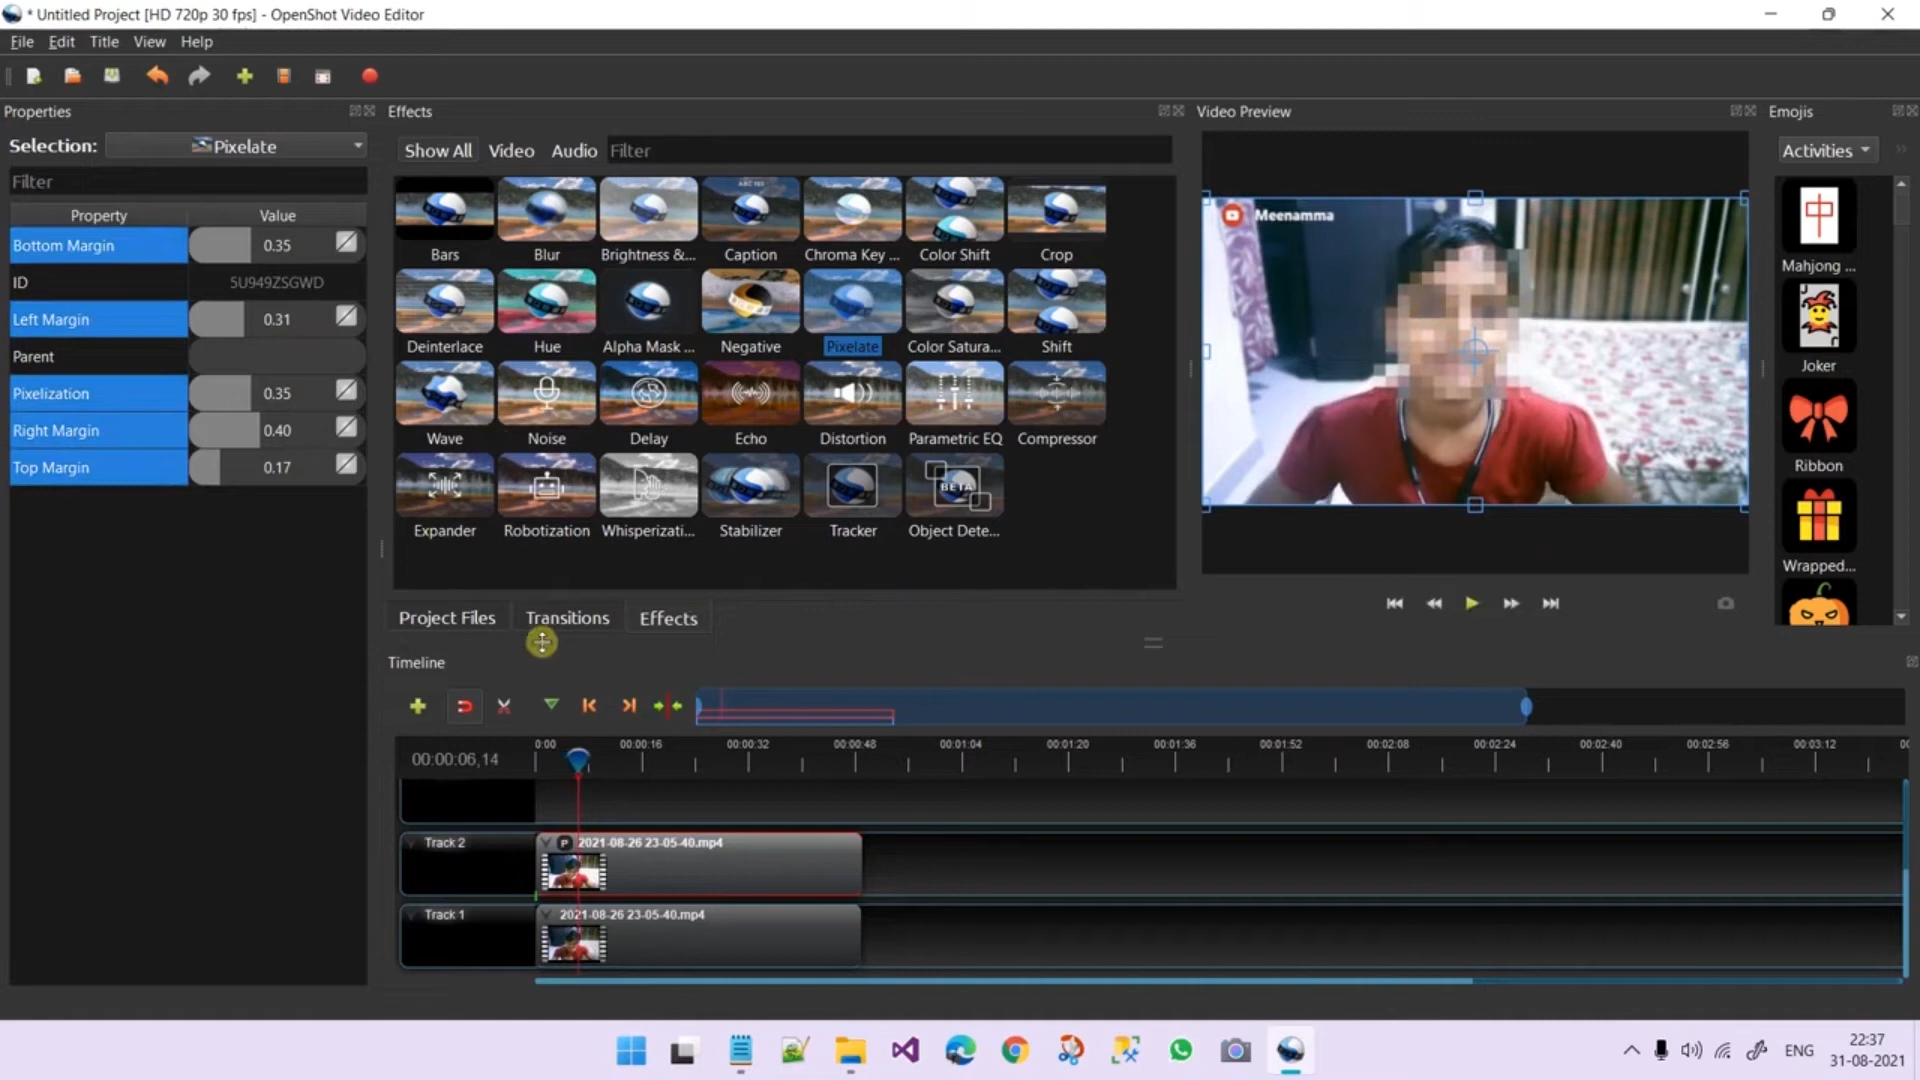 * Untitled Project [HD 720p 30 fps] - OpenShot Video Editor
File Edit Title View Help
Properties
Effects
Video Preview
Emojis
Selection: Pixelate
Show All Video Audio Filter
Activities
Filter
Property Value
Bottom Margin 0.35
ID 5U949ZSGWD
Left Margin 0.31
Parent
Pixelization 0.35
Right Margin 0.40
Top Margin 0.17
ABC 123
Bars Blur Brightness &... Caption Chroma Key ... Color Shift Crop
Deinterlace Hue Alpha Mask ... Negative Pixelate Color Satura... Shift
Wave Noise Delay Echo Distortion Parametric EQ Compressor
BETA
Expander Robotization Whisperizati... Stabilizer Tracker Object Dete...
Meenamma
Mahjong ...
Joker
Ribbon
Wrapped...
Project Files Transitions Effects
Timeline
00:00:06,14
0:00 00:00:16 00:00:32 00:00:48 00:01:04 00:01:20 00:01:36 00:01:52 00:02:08 00:02:24 00:02:40 00:02:56 00:03:12
Track 2
P 2021-08-26 23-05-40.mp4
Track 1
2021-08-26 23-05-40.mp4
ENG
22:37
31-08-2021